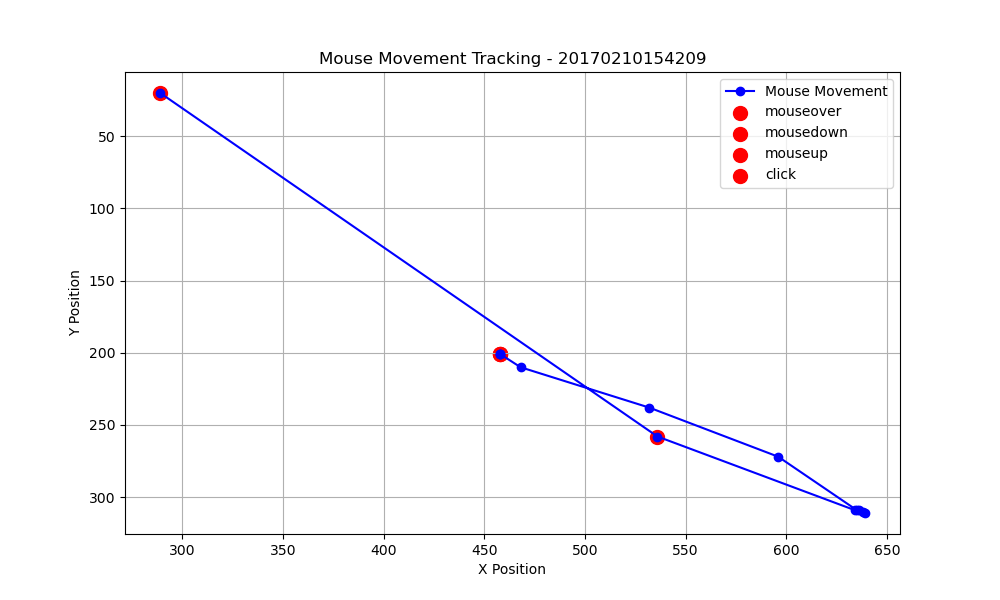 Mouse Movement Tracking - 20170210154209
Mouse Movement
mouseover
mousedown
mouseup
click
Y Position
50
100
150
200
250
300
300
350
400
450
500
550
600
650
X Position